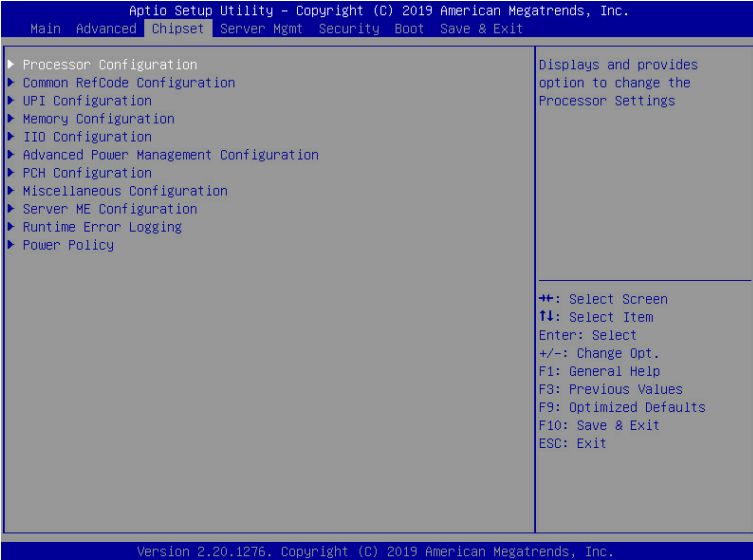 Aptio Setup Utility – Copyright (C) 2019 American Megatrends, Inc.
Main Advanced Chipset Server Mgmt Security Boot Save & Exit
Processor Configuration
Common RefCode Configuration
UPI Configuration
Memory Configuration
IIO Configuration
Advanced Power Management Configuration
PCH Configuration
Miscellaneous Configuration
Server ME Configuration
Runtime Error Logging
Power Policy
Displays and provides
option to change the
Processor Settings
→←: Select Screen
↑↓: Select Item
Enter: Select
+/-: Change Opt.
F1: General Help
F3: Previous Values
F9: Optimized Defaults
F10: Save & Exit
ESC: Exit
Version 2.20.1276. Copyright (C) 2019 American Megatrends, Inc.